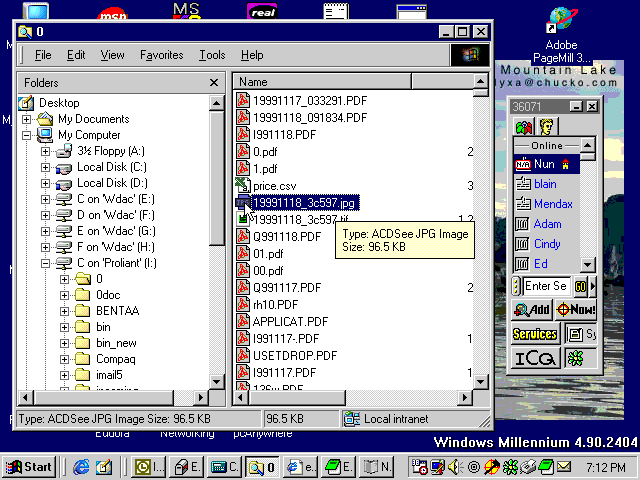 msn
MS
real
Adobe
PageMill 3...
Mountain Lake
lyxa@chucko.com
0
File Edit View Favorites Tools Help
Folders
Desktop
My Documents
My Computer
3½ Floppy (A:)
Local Disk (C:)
Local Disk (D:)
C on 'Wdac' (E:)
D on 'Wdac' (F:)
E on 'Wdac' (G:)
F on 'Wdac' (H:)
C on 'Proliant' (I:)
0
0doc
BENTAA
bin
bin_new
Compaq
imail5
incoming
Name
19991117_033291.PDF
19991118_091834.PDF
I991118.PDF
0.pdf 2
1.pdf
price.csv 3
19991118_3c597.jpg
19991118_3c597.tif 1,2
Q991118.PDF
01.pdf
00.pdf
Q991117.PDF 2
rh10.PDF
APPLICAT.PDF
I991117-.PDF 1
USETDROP.PDF
I991117.PDF 1
136w.PDF
Type: ACDSee JPG Image
Size: 96.5 KB
Type: ACDSee JPG Image Size: 96.5 KB 96.5 KB Local intranet
36071
Online
Nun
blain
Mendax
Adam
Cindy
Ed
Enter Se GO
Add Now!
Services Sy
ICQ
Eudora Networking pcAnywhere
Windows Millennium 4.90.2404
Start I... E... C... 0 e.. E... N.. 7:12 PM